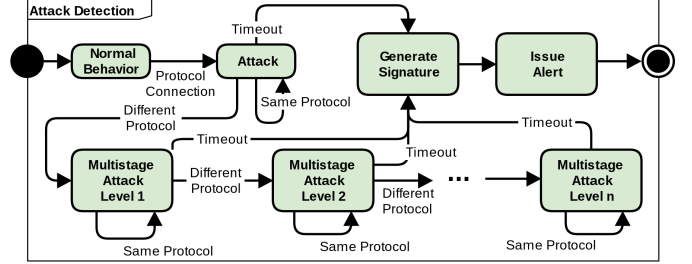 Attack Detection
Timeout
Normal
Behavior
Attack
Generate
Signature
Issue
Alert
Protocol
Connection
Same Protocol
Different
Protocol
Timeout
Timeout
Timeout
Multistage
Attack
Level 1
Different
Protocol
Multistage
Attack
Level 2
Different
Protocol
...
Multistage
Attack
Level n
Same Protocol
Same Protocol
Same Protocol